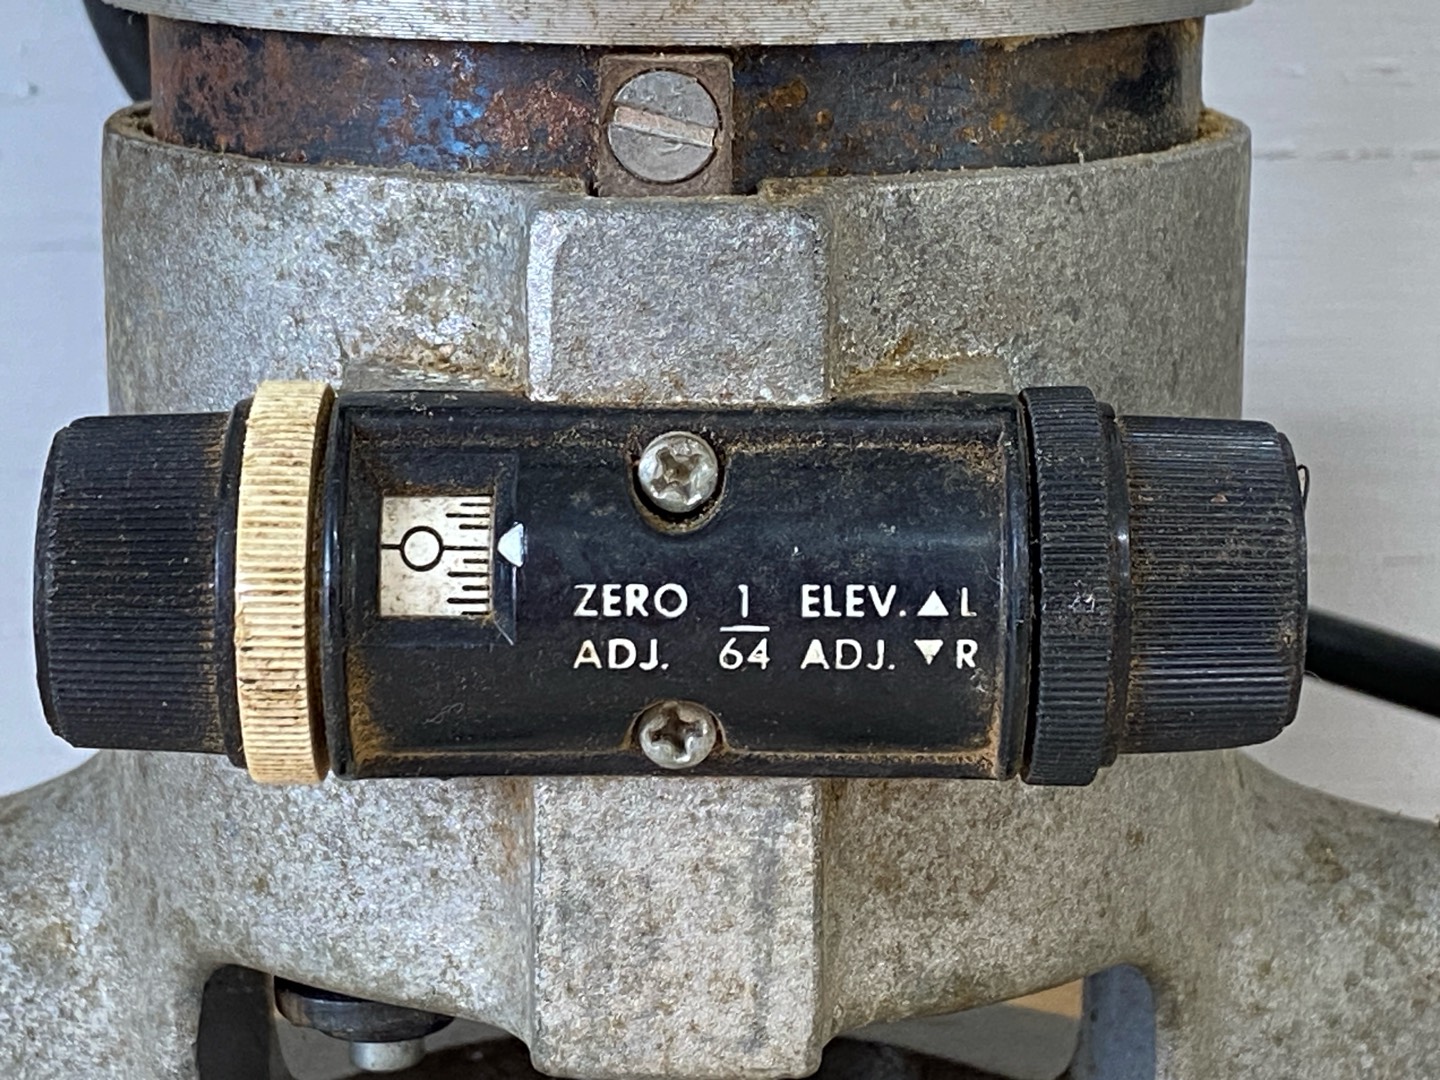 ZERO 1/64 ELEV. ▲ L
ADJ. ADJ. ▼ R